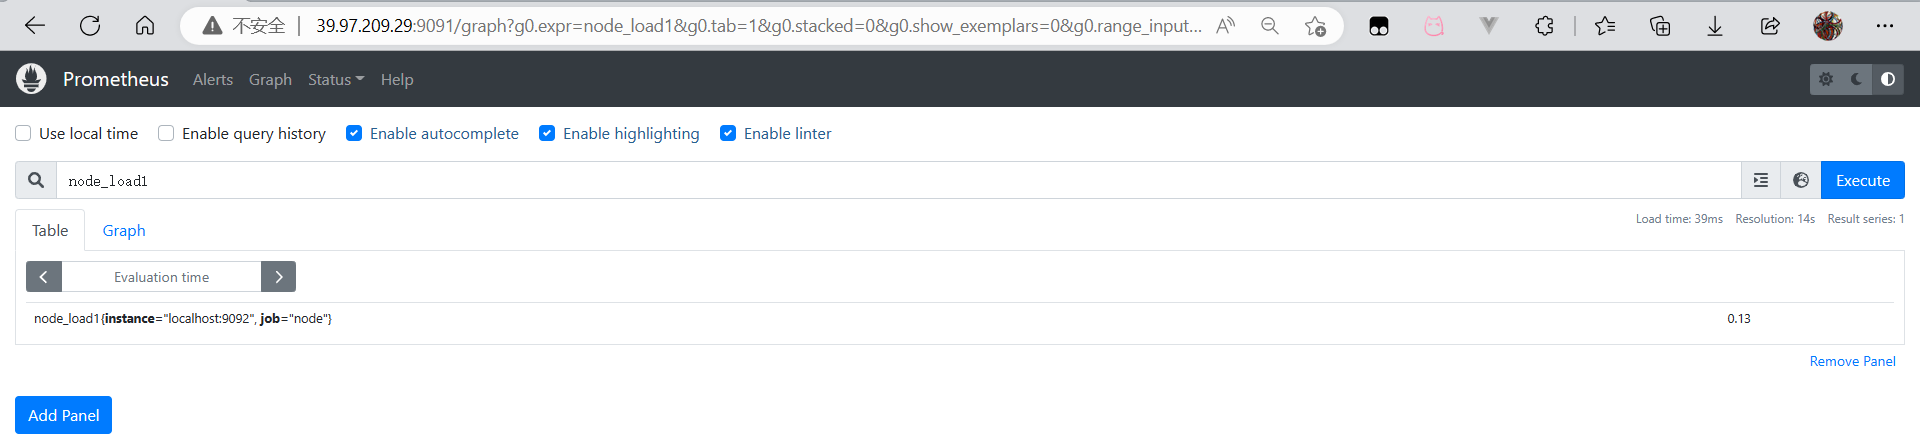 不安全 39.97.209.29:9091/graph?g0.expr=node_load1&g0.tab=1&g0.stacked=0&g0.show_exemplars=0&g0.range_input...
Prometheus Alerts Graph Status Help
Use local time Enable query history Enable autocomplete Enable highlighting Enable linter
node_load1 Execute
Table Graph Load time: 39ms Resolution: 14s Result series: 1
Evaluation time
node_load1{instance="localhost:9092", job="node"} 0.13
Remove Panel
Add Panel